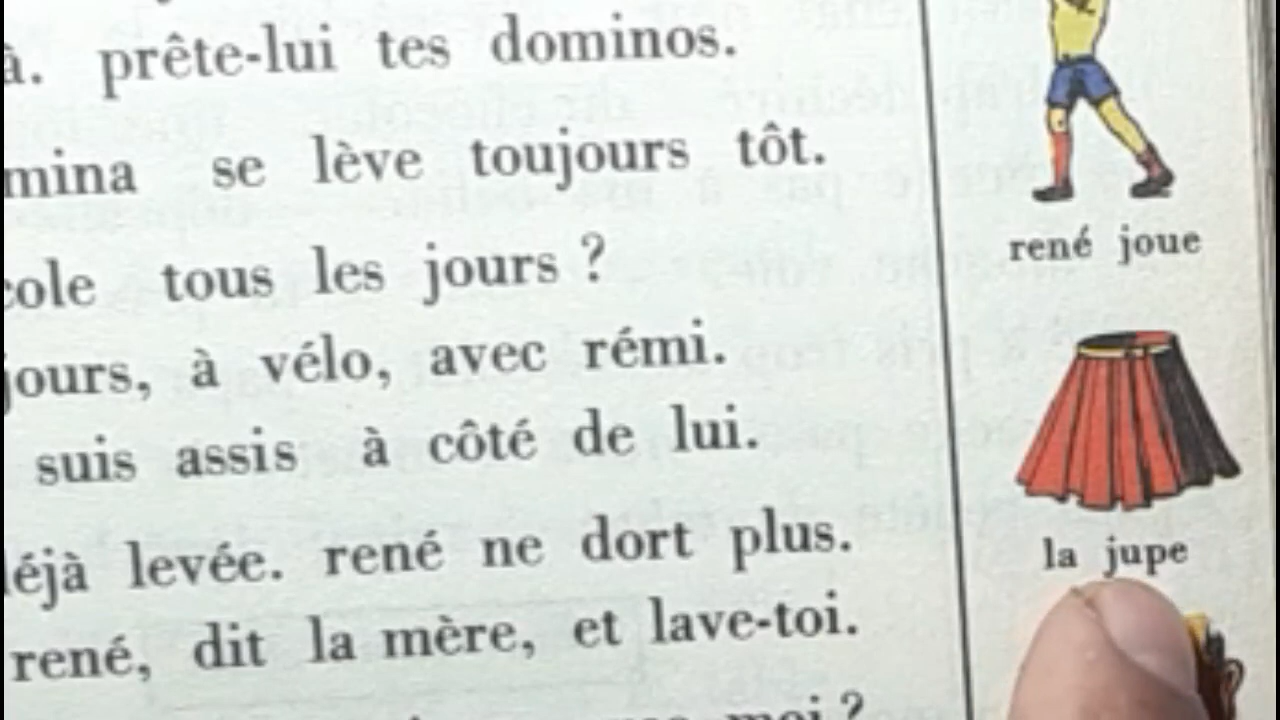 à. prête-lui tes dominos.
mina se lève toujours tôt.
cole tous les jours ?
jours, à vélo, avec rémi.
suis assis à côté de lui.
déjà levée. rené ne dort plus.
rené, dit la mère, et lave-toi.
moi ?
rené joue
la jupe